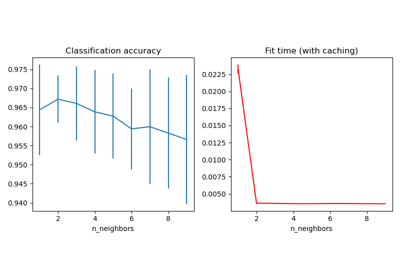 Classification accuracy
0.975
0.970
0.965
0.960
0.955
0.950
0.945
0.940
2 4 6 8
n_neighbors
Fit time (with caching)
0.0225
0.0200
0.0175
0.0150
0.0125
0.0100
0.0075
0.0050
2 4 6 8
n_neighbors